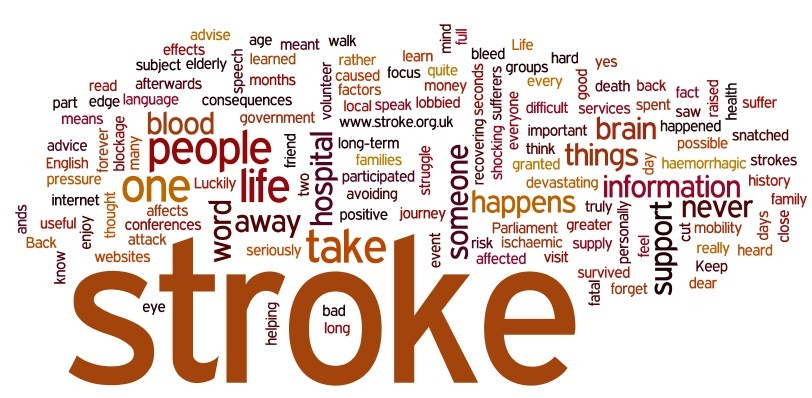 advise
effects
age
meant
walk
mind
full
Life
subject
elderly
speech
learned
rather
learn
bleed
groups
hard
yes
read
afterwards
months
volunteer
caused
focus
quite
seconds
sufferers
every
good
death
back
part
edge
language
consequences
factors
money
fact
raised
health
means
local
speak
lobbied
difficult
services
spent
saw
suffer
blood
government
www.stroke.org.uk
everyone
important
brain
happened
snatched
advice
forever
blockage
many
people
friend
hospital
long-term
struggle
recovering
shocking
think
things
possible
English
families
granted
day
haemorrhagic
strokes
pressure
one
Luckily
life
two
participated
someone
devastating
information
history
internet
thought
avoiding
happens
truly
never
family
ands
useful
enjoy
affects
word
away
positive
journey
personally
support
cut
days
close
conferences
Parliament
greater
feel
mobility
Back
attack
seriously
take
event
risk
ischaemic
supply
really
heard
know
websites
affected
visit
survived
Keep
fatal
forget
dear
stroke
eye
helping
bad
long